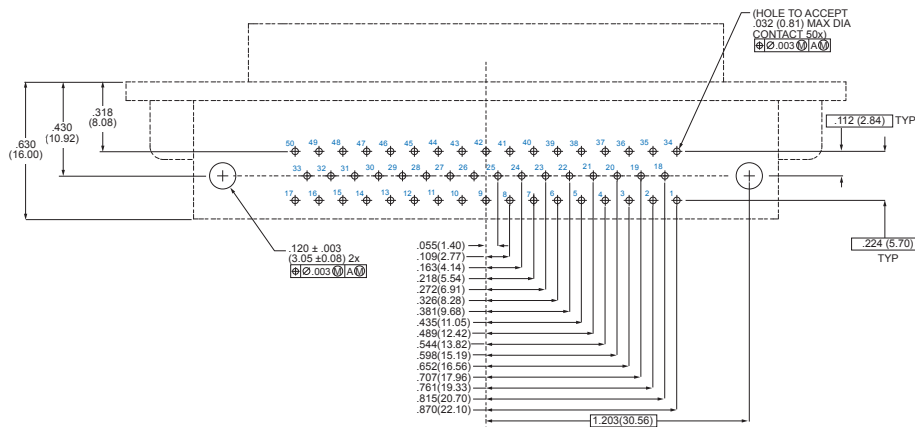 (HOLE TO ACCEPT
.032 (0.81) MAX DIA
CONTACT 50x)
⌖ Ø .003 Ⓜ A Ⓜ
.318
(8.08)
.430
(10.92)
.630
(16.00)
.112 (2.84) TYP
50 49 48 47 46 45 44 43 42 41 40 39 38 37 36 35 34
33 32 31 30 29 28 27 26 25 24 23 22 21 20 19 18
17 16 15 14 13 12 11 10 9 8 7 6 5 4 3 2 1
.224 (5.70)
TYP
.120 ± .003
(3.05 ±0.08) 2x
⌖ Ø .003 Ⓜ A Ⓜ
.055(1.40)
.109(2.77)
.163(4.14)
.218(5.54)
.272(6.91)
.326(8.28)
.381(9.68)
.435(11.05)
.489(12.42)
.544(13.82)
.598(15.19)
.652(16.56)
.707(17.96)
.761(19.33)
.815(20.70)
.870(22.10)
1.203(30.56)